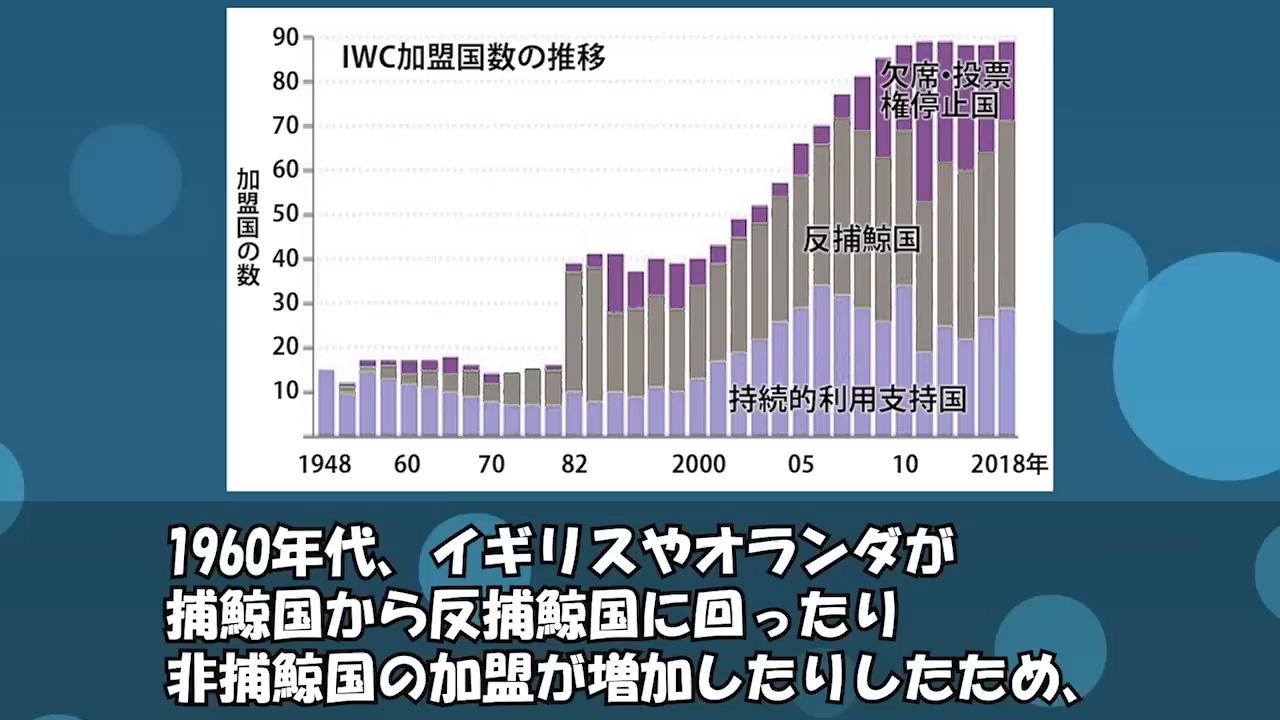 IWC加盟国数の推移
欠席・投票
権停止国
反捕鯨国
持続的利用支持国
加盟国の数
90
80
70
60
50
40
30
20
10
1948 60 70 82 2000 05 10 2018年
1960年代、イギリスやオランダが
捕鯨国から反捕鯨国に回ったり
非捕鯨国の加盟が増加したりしたため、